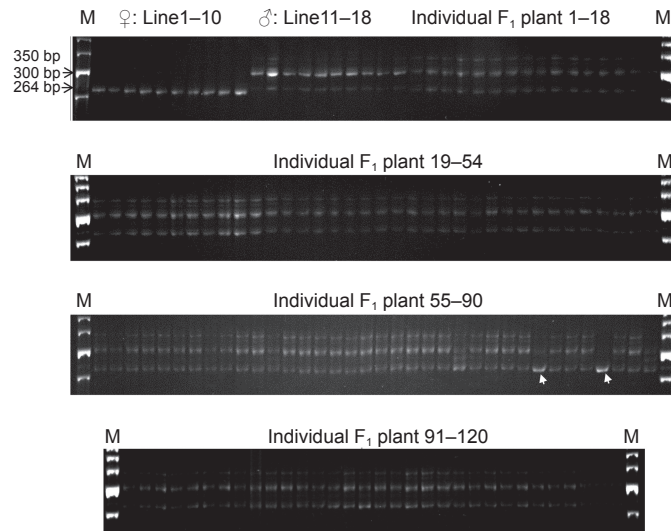 M ♀: Line1–10 ♂: Line11–18 Individual F₁ plant 1–18 M
350 bp
300 bp
264 bp
M Individual F₁ plant 19–54 M
M Individual F₁ plant 55–90 M
M Individual F₁ plant 91–120 M